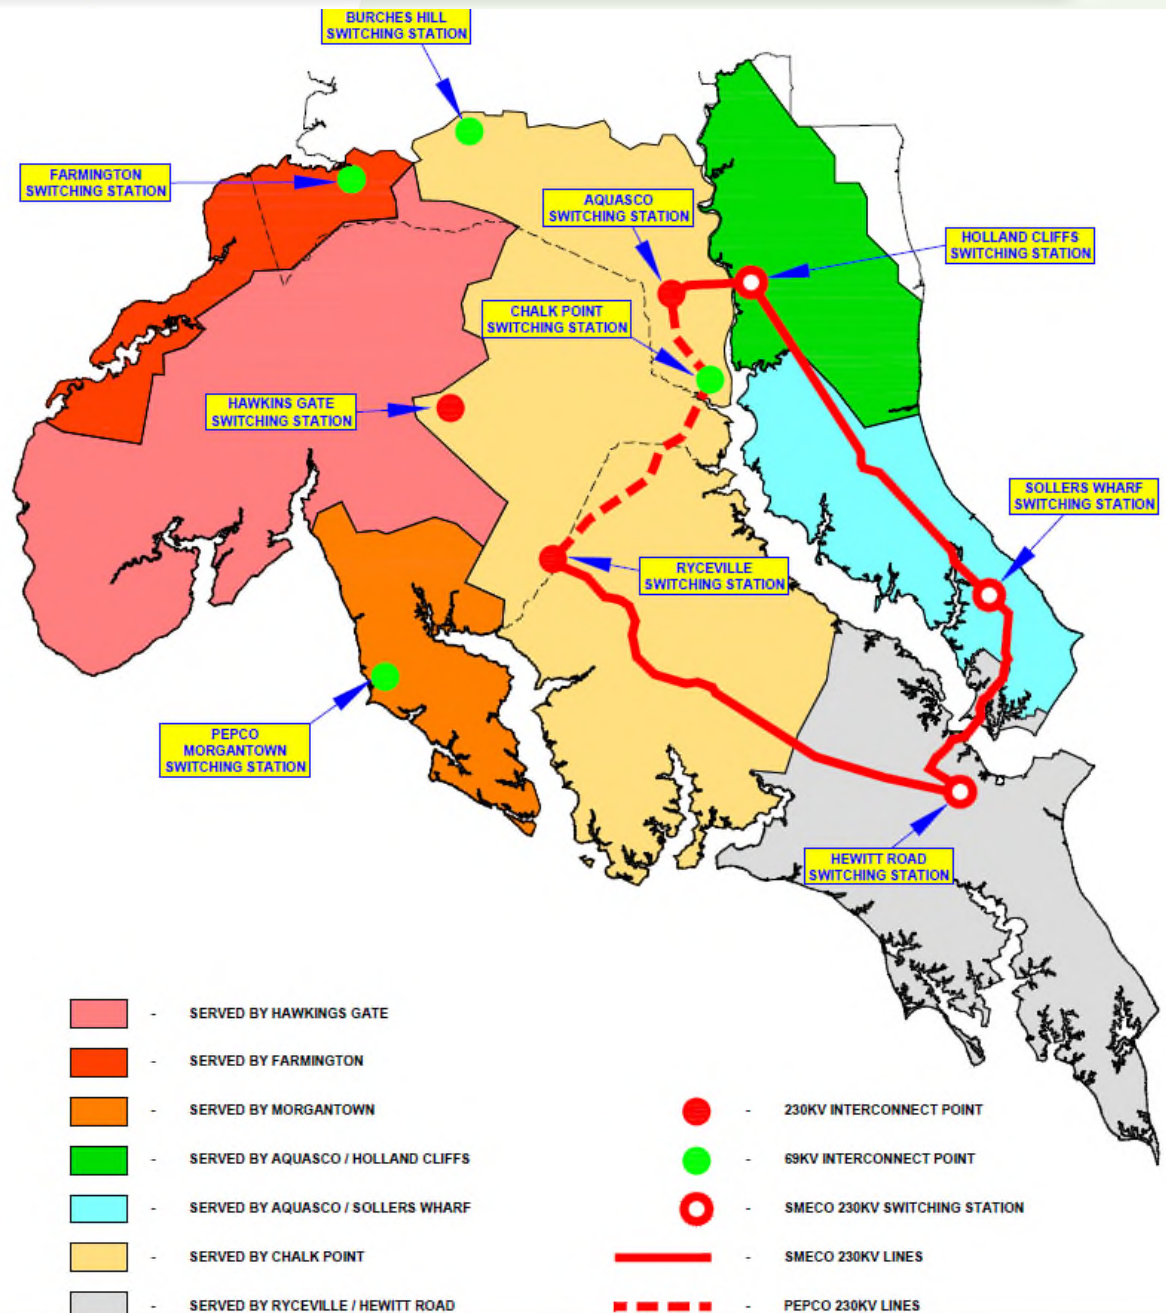 BURCHES HILL
SWITCHING STATION
FARMINGTON
SWITCHING STATION
AQUASCO
SWITCHING STATION
HOLLAND CLIFFS
SWITCHING STATION
CHALK POINT
SWITCHING STATION
HAWKINS GATE
SWITCHING STATION
SOLLERS WHARF
SWITCHING STATION
RYCEVILLE
SWITCHING STATION
PEPCO
MORGANTOWN
SWITCHING STATION
HEWITT ROAD
SWITCHING STATION
- SERVED BY HAWKINGS GATE
- SERVED BY FARMINGTON
- SERVED BY MORGANTOWN
- SERVED BY AQUASCO / HOLLAND CLIFFS
- SERVED BY AQUASCO / SOLLERS WHARF
- SERVED BY CHALK POINT
- SERVED BY RYCEVILLE / HEWITT ROAD
- 230KV INTERCONNECT POINT
- 69KV INTERCONNECT POINT
- SMECO 230KV SWITCHING STATION
- SMECO 230KV LINES
- PEPCO 230KV LINES